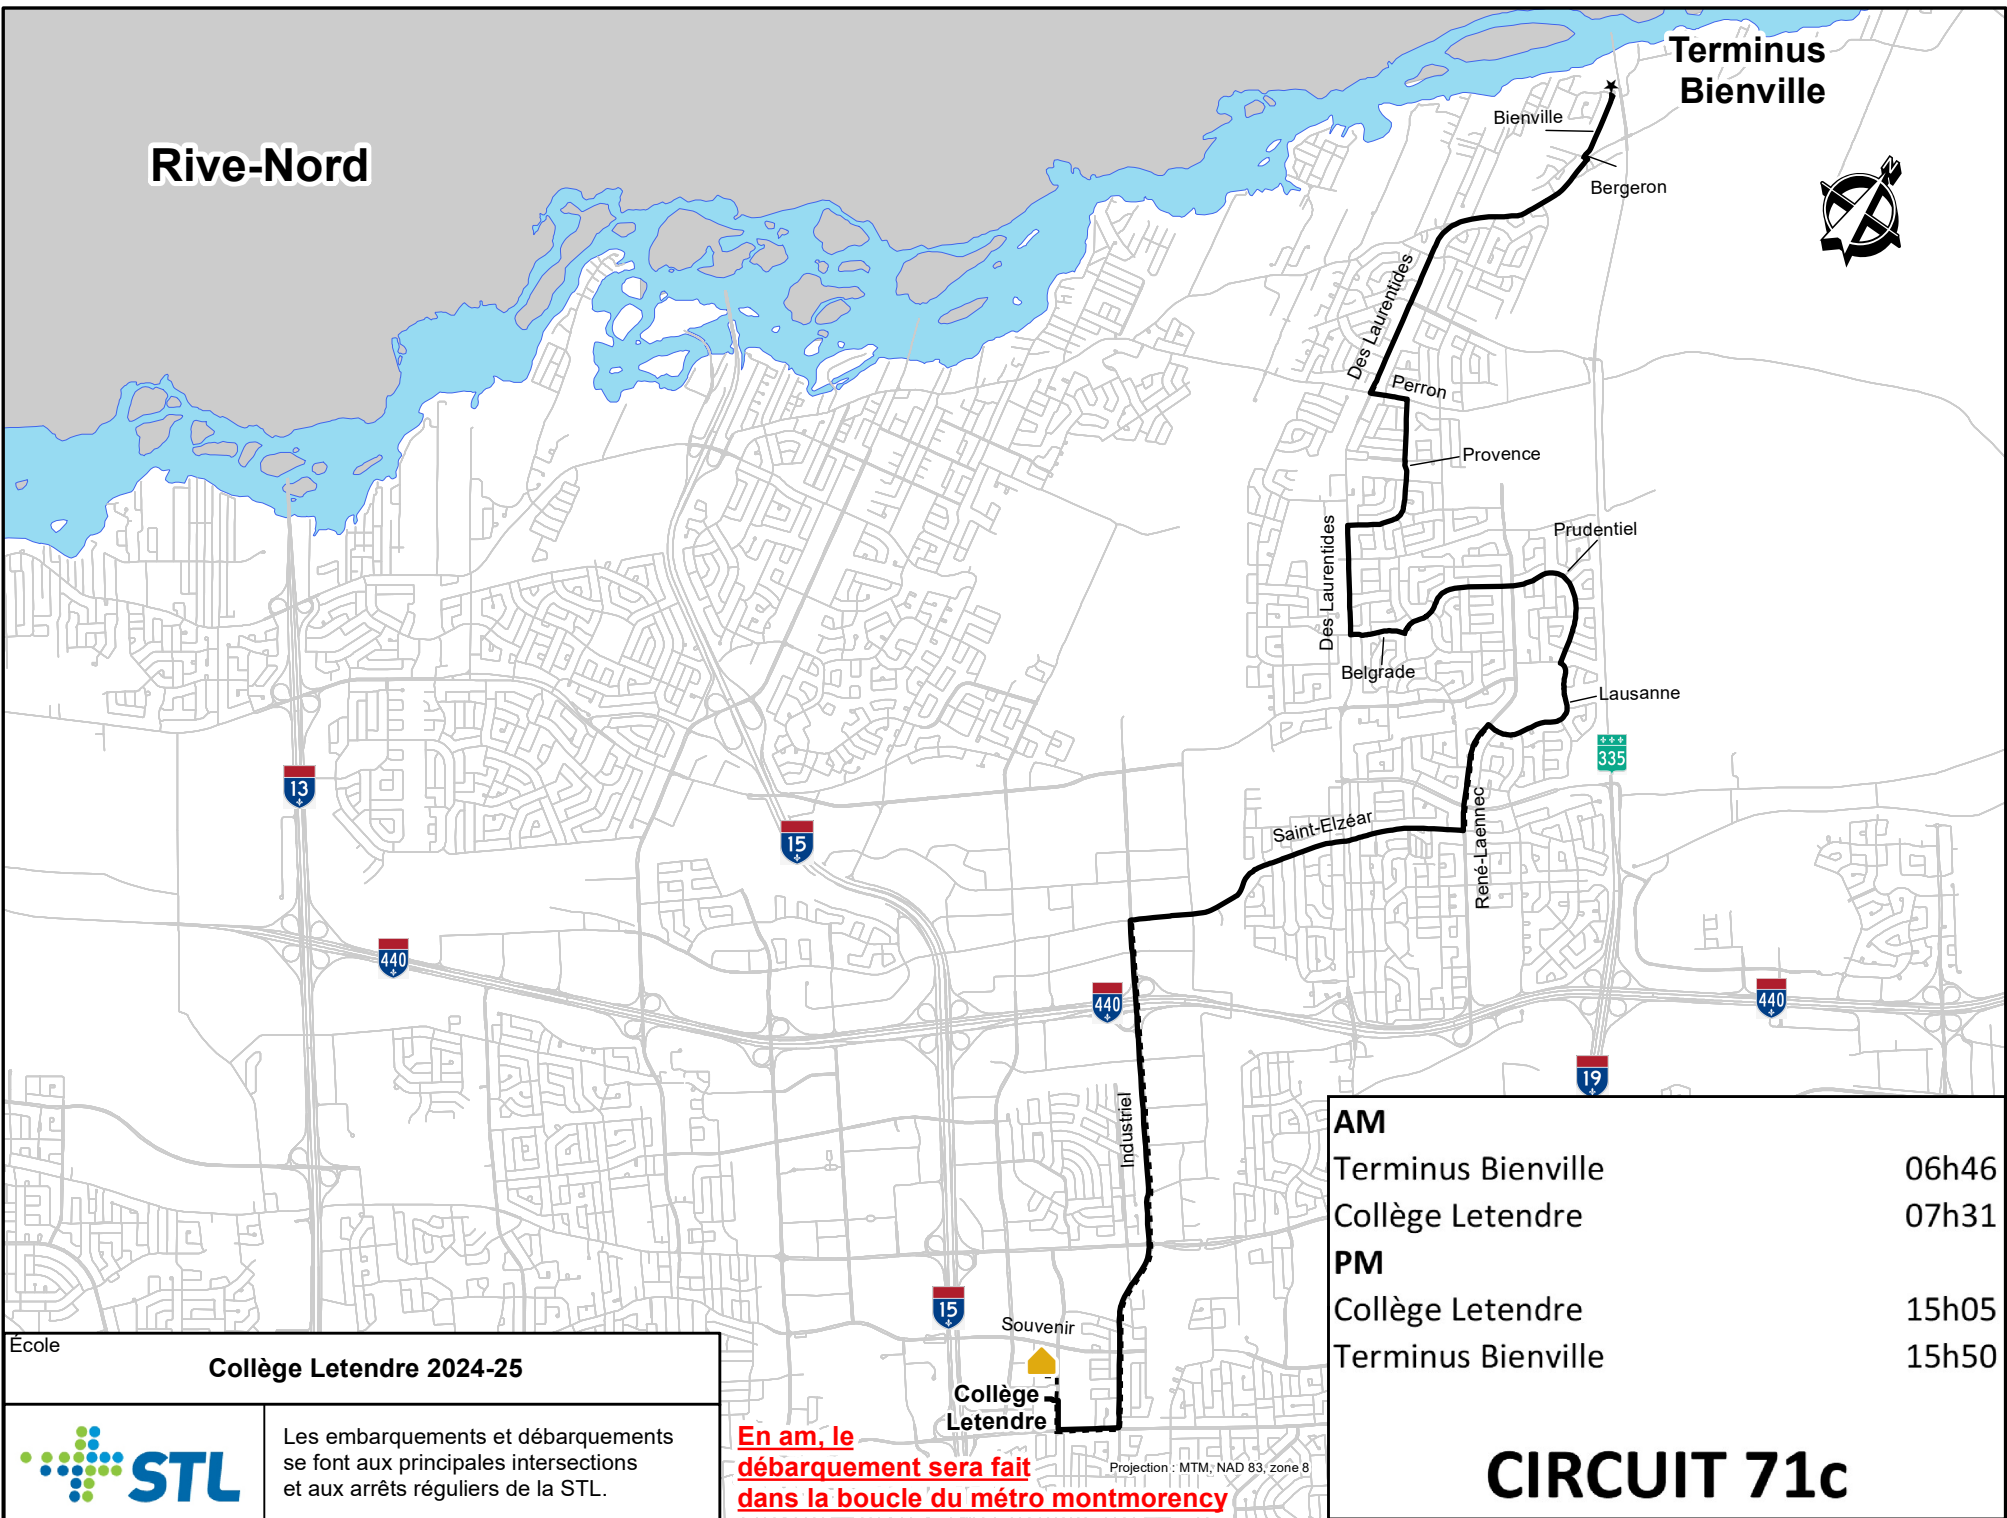 Terminus
Bienville
Rive-Nord
Bienville
Bergeron
N
Des Laurentides
Perron
Provence
Prudentiel
Des Laurentides
Belgrade
Lausanne
335
13
15
René-Laennec
Saint-Elzéar
440
440
440
19
Industriel
15
Souvenir
Collège
Letendre
AM
Terminus Bienville 06h46
Collège Letendre 07h31
PM
Collège Letendre 15h05
Terminus Bienville 15h50
CIRCUIT 71c
École
Collège Letendre 2024-25
STL
Les embarquements et débarquements
se font aux principales intersections
et aux arrêts réguliers de la STL.
En am, le
débarquement sera fait
dans la boucle du métro montmorency
Projection : MTM, NAD 83, zone 8